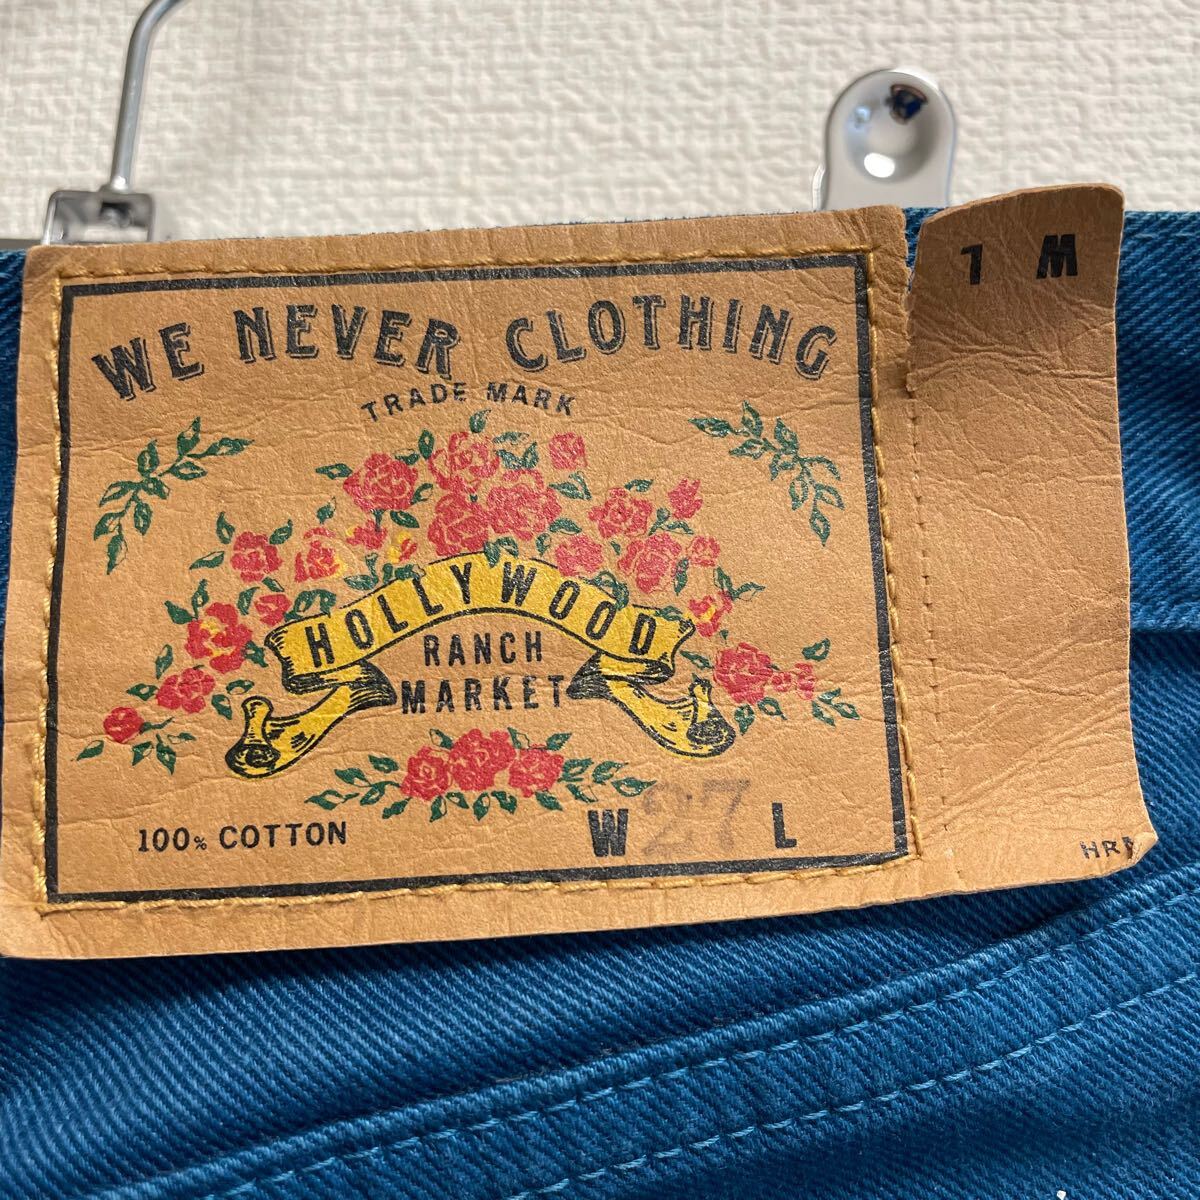 WE NEVER CLOTHING
TRADE MARK
HOLLYWOOD
RANCH
MARKET
100% COTTON
W 27 L
1 M